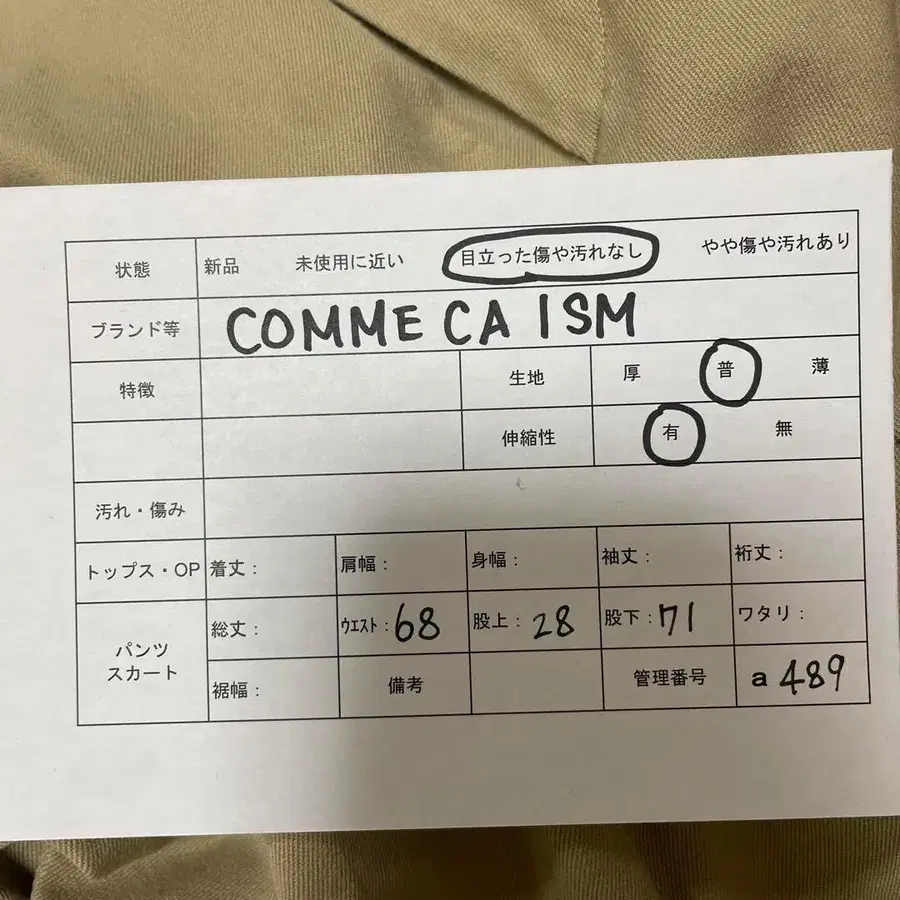 状態 新品 未使用に近い 目立った傷や汚れなし やや傷や汚れあり
ブランド等 COMME CA ISM
特徴 生地 厚 普 薄
伸縮性 有 無
汚れ・傷み
トップス・OP 着丈: 肩幅: 身幅: 袖丈: 裄丈:
パンツ スカート 総丈: ウエスト:68 股上:28 股下:71 ワタリ:
裾幅: 備考 管理番号 a 489